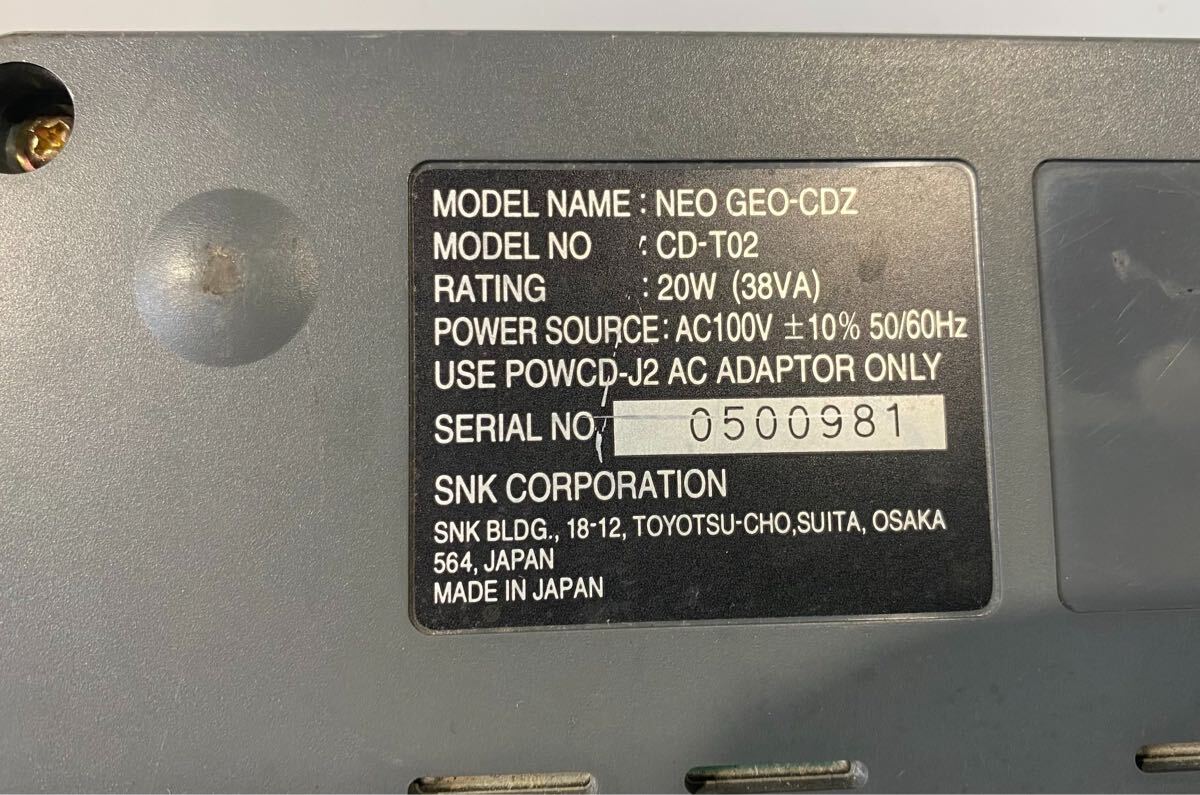 MODEL NAME : NEO GEO-CDZ
MODEL NO : CD-T02
RATING : 20W (38VA)
POWER SOURCE : AC100V ±10% 50/60Hz
USE POWCD-J2 AC ADAPTOR ONLY
SERIAL NO. 0500981
SNK CORPORATION
SNK BLDG., 18-12, TOYOTSU-CHO,SUITA, OSAKA
564, JAPAN
MADE IN JAPAN